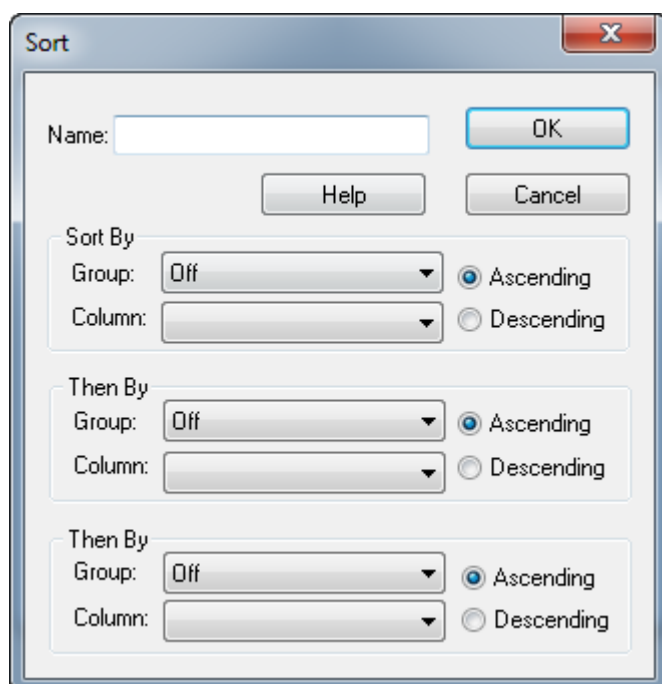 Sort
Name: OK
Help Cancel
Sort By
Group: Off Ascending
Column: Descending
Then By
Group: Off Ascending
Column: Descending
Then By
Group: Off Ascending
Column: Descending